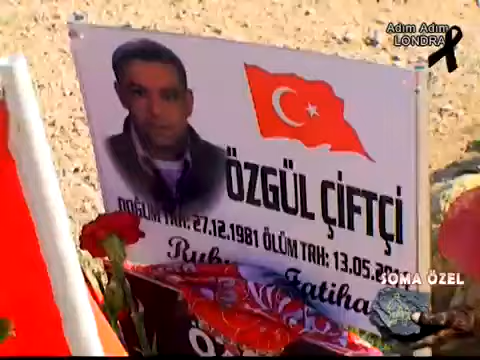 Adım Adım
LONDRA
ÖZGÜL ÇİFTÇİ
DOĞUM TRH: 27.12.1981 ÖLÜM TRH: 13.05.
Fatiha
SOMA ÖZEL